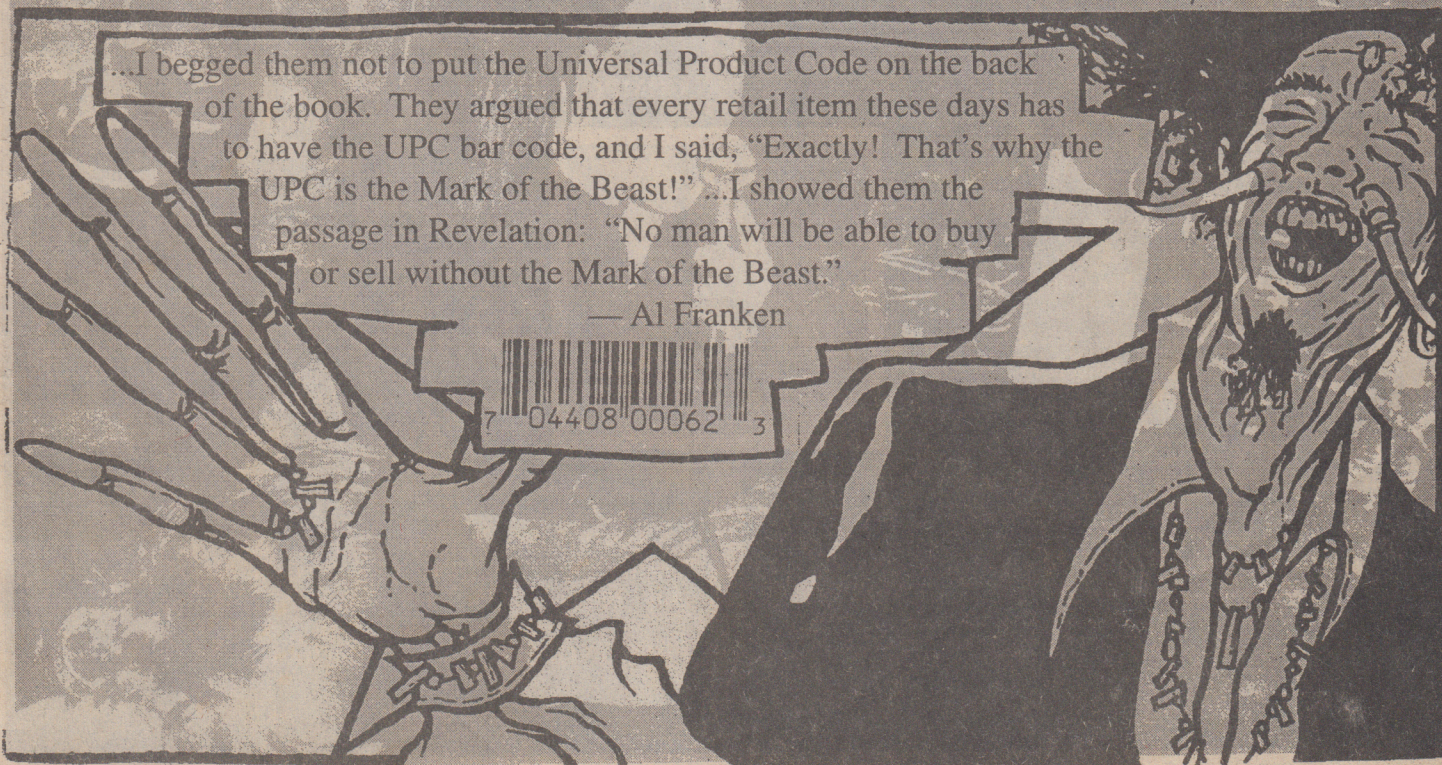 ...I begged them not to put the Universal Product Code on the back
of the book. They argued that every retail item these days has
to have the UPC bar code, and I said, “Exactly! That's why the
UPC is the Mark of the Beast!” ...I showed them the
passage in Revelation: “No man will be able to buy
or sell without the Mark of the Beast.”
— Al Franken
7 04408 00062 3